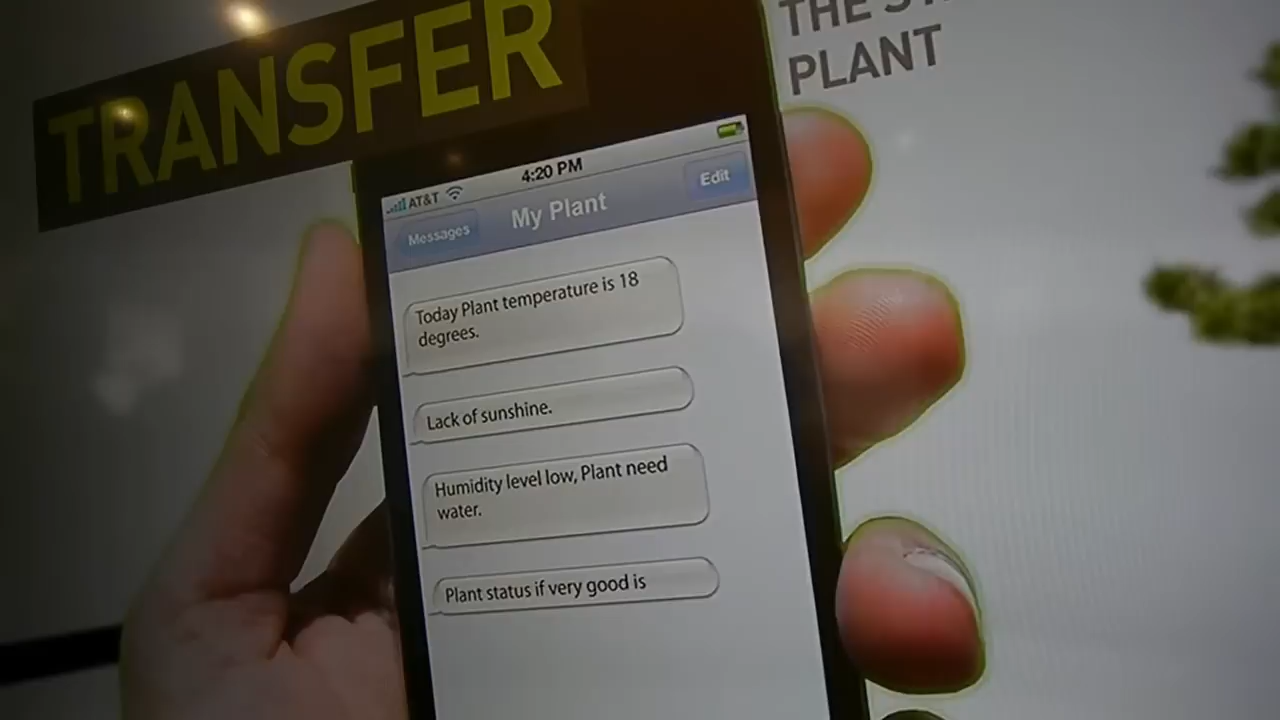 TRANSFER
THE
PLANT
AT&T
4:20 PM
Messages
My Plant
Edit
Today Plant temperature is 18
degrees.
Lack of sunshine.
Humidity level low, Plant need
water.
Plant status if very good is